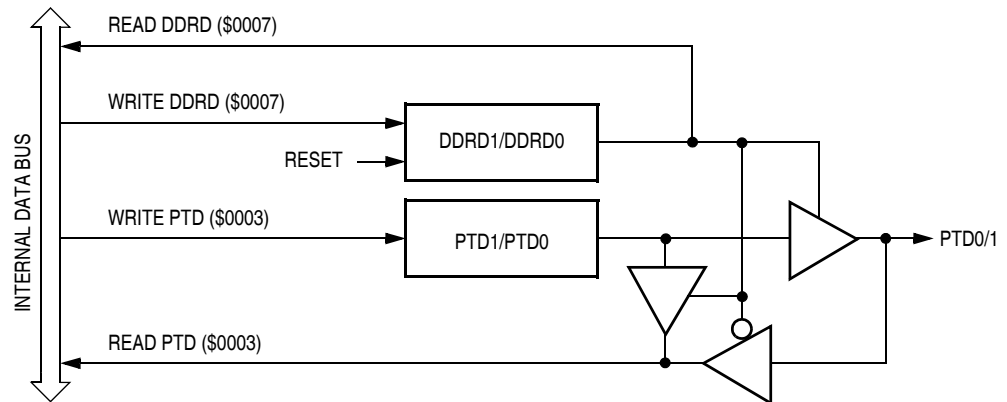 READ DDRD ($0007)
WRITE DDRD ($0007)
DDRD1/DDRD0
RESET
WRITE PTD ($0003)
PTD1/PTD0
PTD0/1
READ PTD ($0003)
INTERNAL DATA BUS